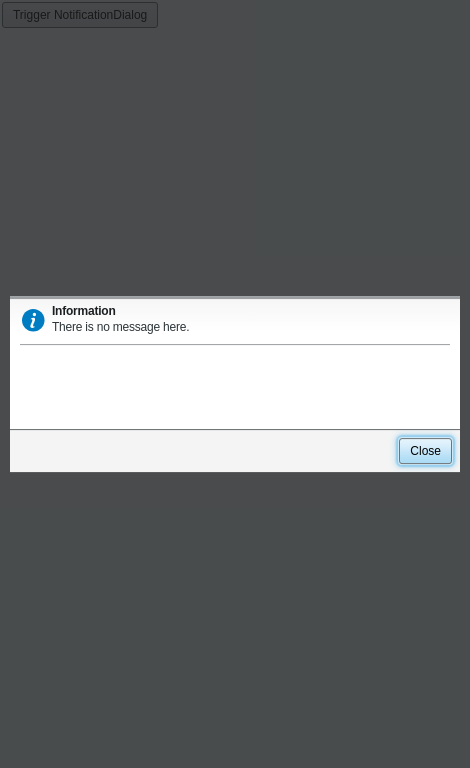 Trigger NotificationDialog
Information
There is no message here.
Close